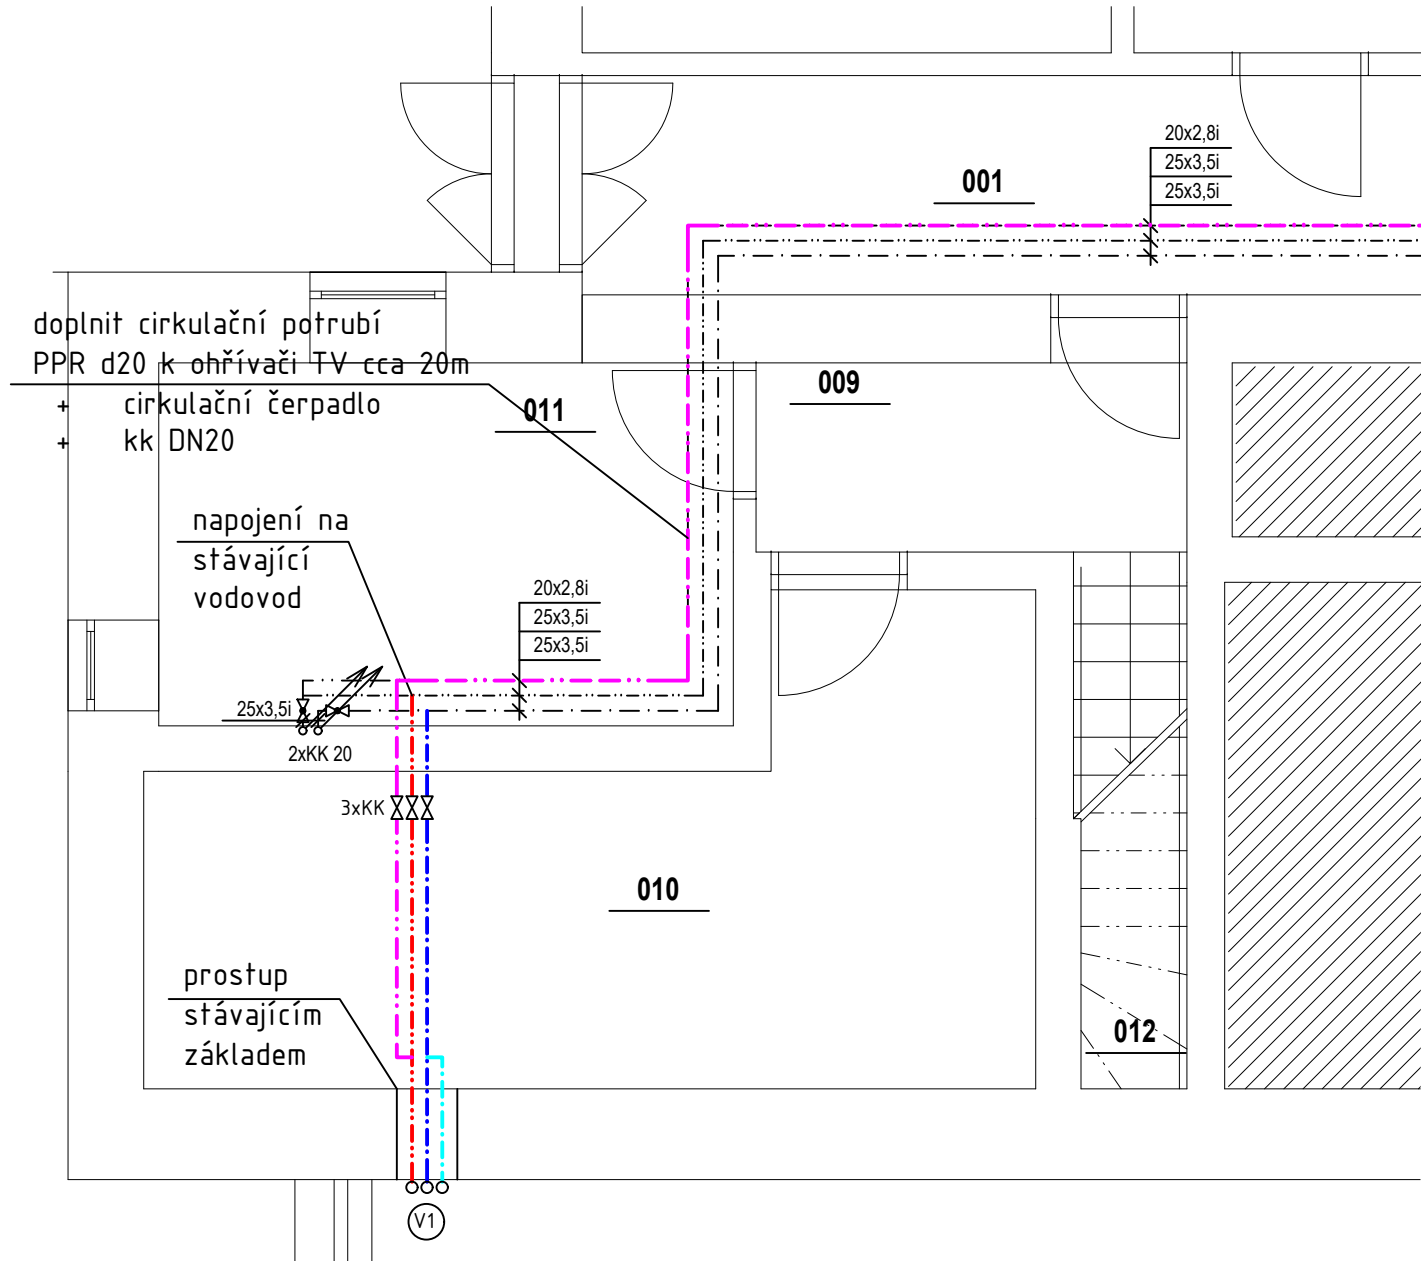 20x2,8i
25x3,5i
25x3,5i
001
doplnit cirkulační potrubí
PPR d20 k ohřívači TV cca 20m
+ cirkulační čerpadlo
+ kk DN20
009
011
napojení na
stávající
vodovod
20x2,8i
25x3,5i
25x3,5i
25x3,5i
2xKK 20
3xKK
010
prostup
stávajícím
základem
012
V1